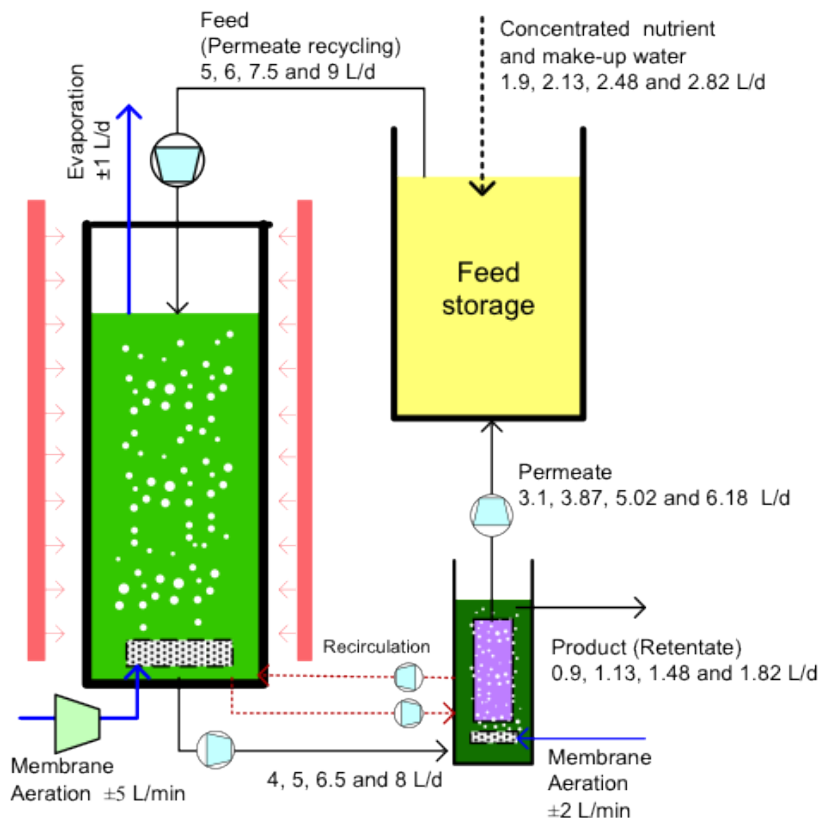 Feed
(Permeate recycling)
5, 6, 7.5 and 9 L/d
Concentrated nutrient
and make-up water
1.9, 2.13, 2.48 and 2.82 L/d
Evaporation
±1 L/d
Feed
storage
Permeate
3.1, 3.87, 5.02 and 6.18 L/d
Recirculation
Product (Retentate)
0.9, 1.13, 1.48 and 1.82 L/d
Membrane
Aeration ±5 L/min
4, 5, 6.5 and 8 L/d
Membrane
Aeration
±2 L/min